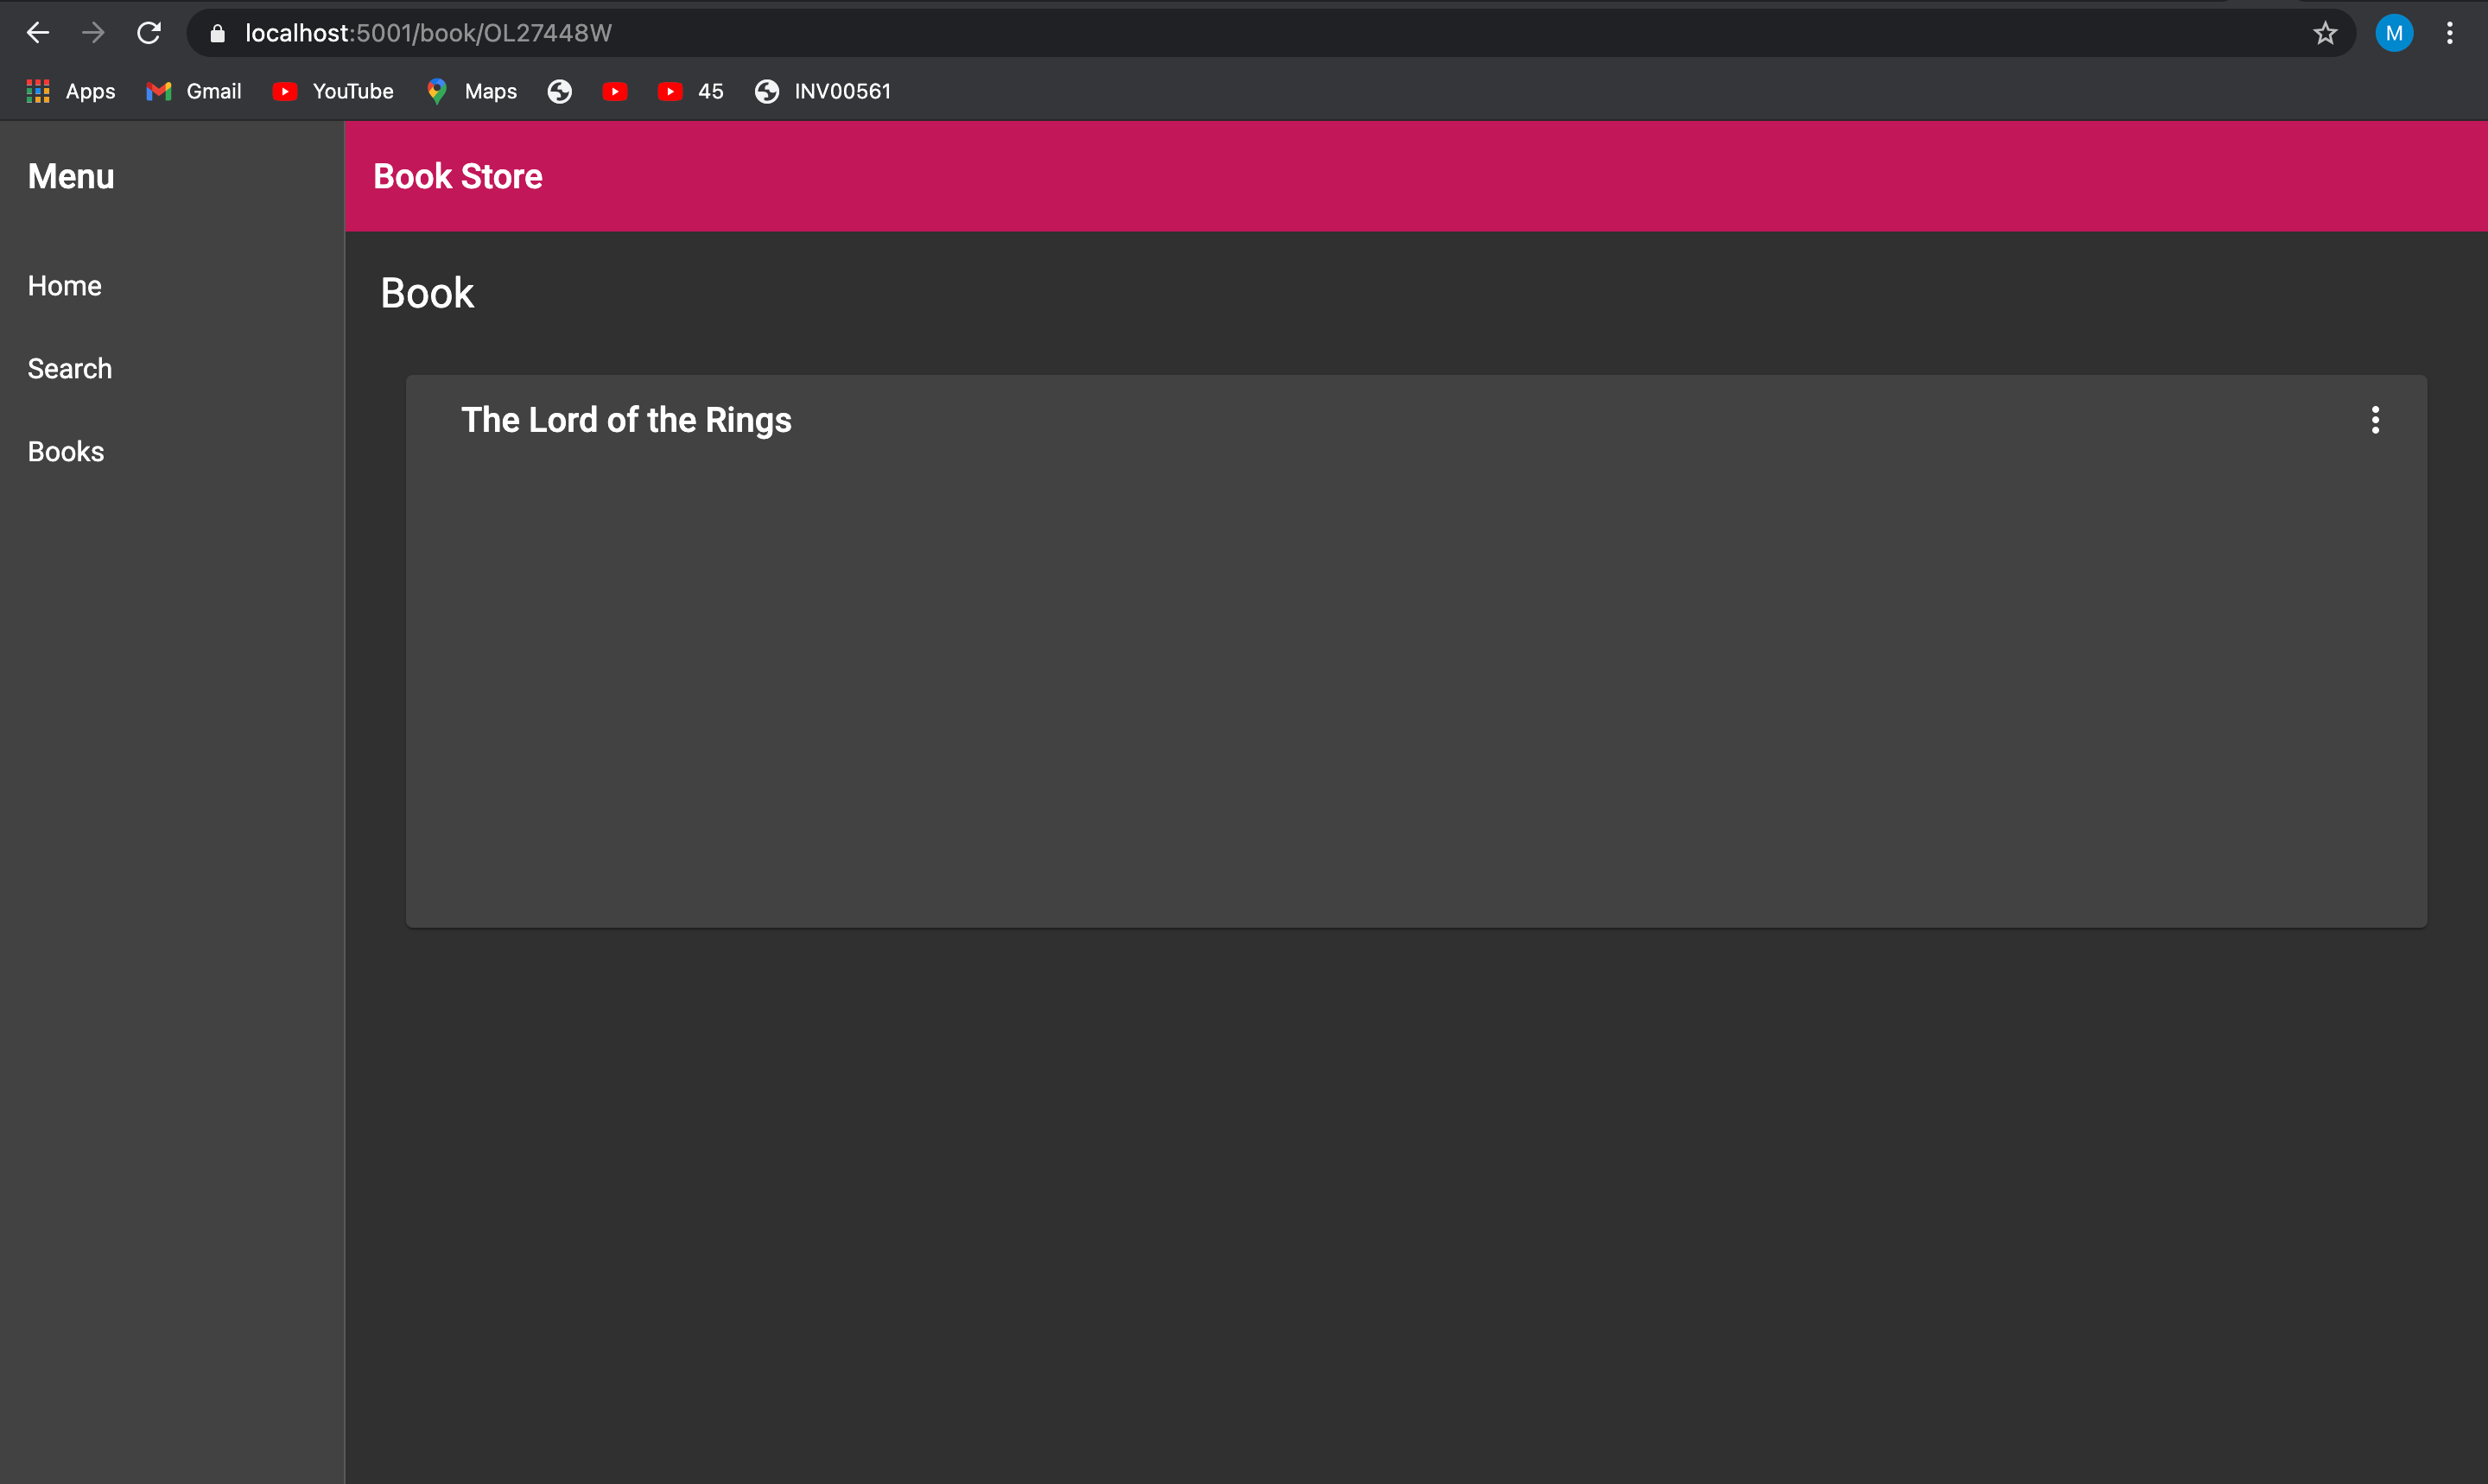 localhost:5001/book/OL27448W
M
Apps Gmail YouTube Maps 45 INV00561
Menu
Home
Search
Books
Book Store
Book
The Lord of the Rings